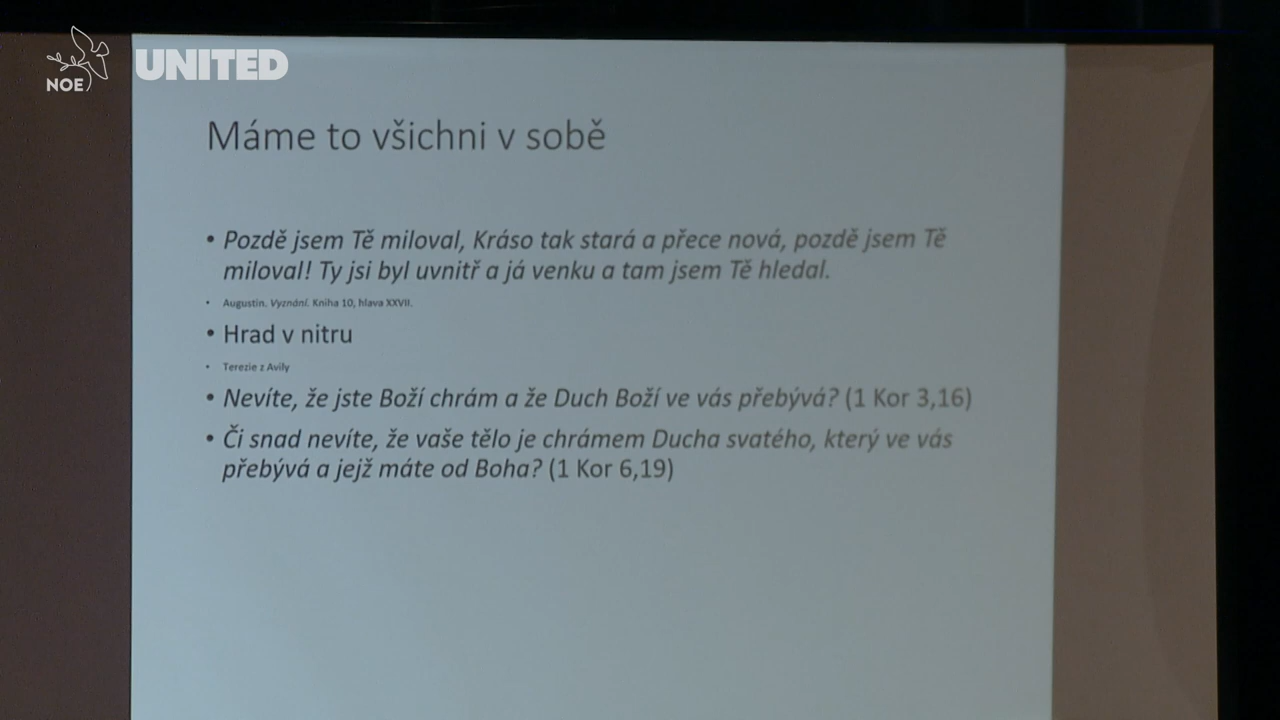 NOE
UNITED
Máme to všichni v sobě
• Pozdě jsem Tě miloval, Kráso tak stará a přece nová, pozdě jsem Tě
miloval! Ty jsi byl uvnitř a já venku a tam jsem Tě hledal.
• Augustin. Vyznání. Kniha 10, hlava XXVII.
• Hrad v nitru
• Terezie z Avily
• Nevíte, že jste Boží chrám a že Duch Boží ve vás přebývá? (1 Kor 3,16)
• Či snad nevíte, že vaše tělo je chrámem Ducha svatého, který ve vás
přebývá a jejž máte od Boha? (1 Kor 6,19)